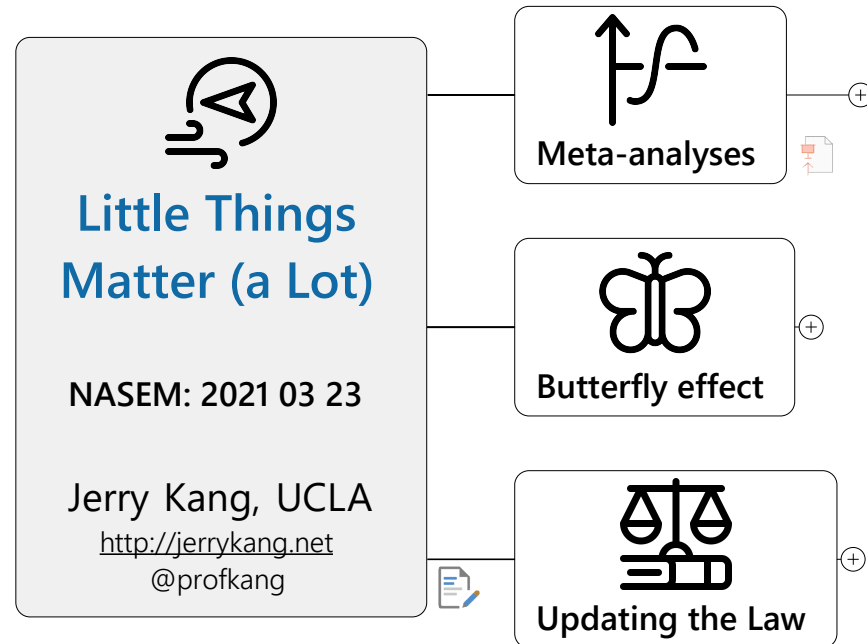 Little Things
Matter (a Lot)
NASEM: 2021 03 23
Jerry Kang, UCLA
http://jerrykang.net
@profkang
Meta-analyses
Butterfly effect
Updating the Law